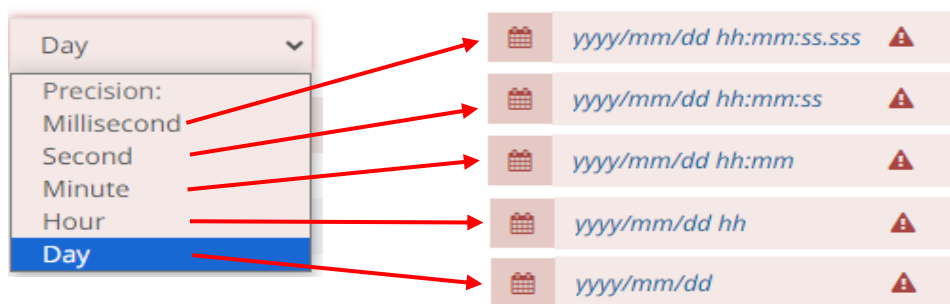 Day
Precision:
Millisecond
Second
Minute
Hour
Day
yyyy/mm/dd hh:mm:ss.sss
yyyy/mm/dd hh:mm:ss
yyyy/mm/dd hh:mm
yyyy/mm/dd hh
yyyy/mm/dd